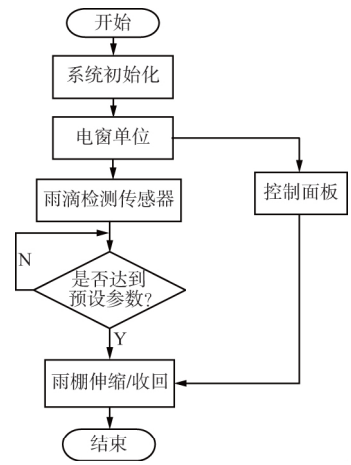 开始
系统初始化
电窗单位
雨滴检测传感器
控制面板
N
是否达到
预设参数?
Y
雨棚伸缩/收回
结束